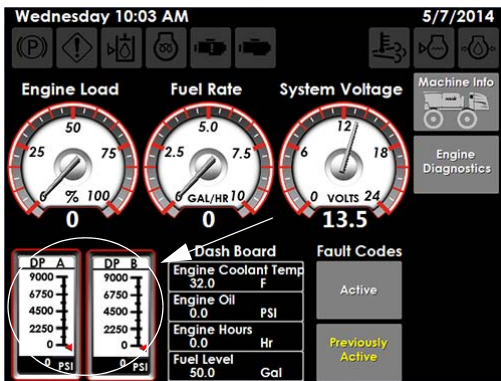 Wednesday 10:03 AM 5/7/2014
(P)
Machine Info
Engine Load Fuel Rate System Voltage
50 5.0 12
25 75 2.5 7.5 6 18
Engine
Diagnostics
% 100 0 GAL/HR 10 0 VOLTS 24
0 0 13.5
DP A DP B Dash Board Fault Codes
9000 9000
6750 6750
4500 4500
2250 2250
0 0
0 PSI 0 PSI
Engine Coolant Temp
32.0 F
Engine Oil
0.0 PSI
Engine Hours
0.0 Hr
Fuel Level
50.0 Gal
Active
Previously
Active